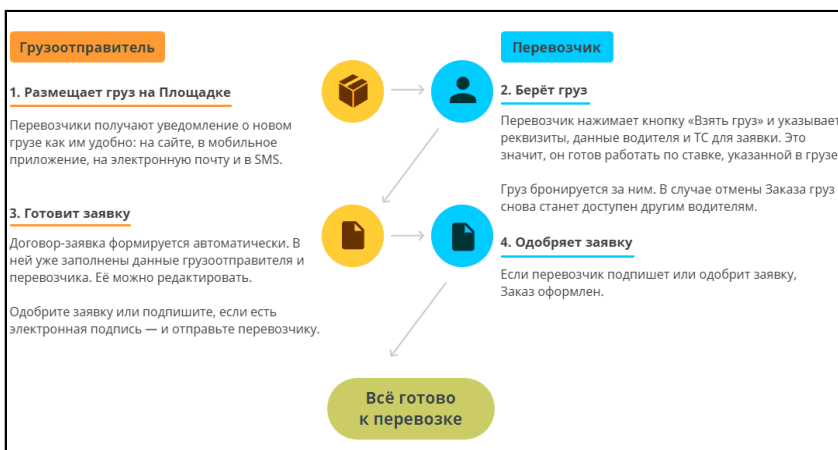 Грузоотправитель
1. Размещает груз на Площадке
Перевозчики получают уведомление о новом
грузе как им удобно: на сайте, в мобильное
приложение, на электронную почту и в SMS.
3. Готовит заявку
Договор-заявка формируется автоматически. В
ней уже заполнены данные грузоотправителя и
перевозчика. Её можно редактировать.
Одобрите заявку или подпишите, если есть
электронная подпись — и отправьте перевозчику.
Перевозчик
2. Берёт груз
Перевозчик нажимает кнопку «Взять груз» и указывает
реквизиты, данные водителя и ТС для заявки. Это
значит, он готов работать по ставке, указанной в грузе
Груз бронируется за ним. В случае отмены Заказа груз
снова станет доступен другим водителям.
4. Одобряет заявку
Если перевозчик подпишет или одобрит заявку,
Заказ оформлен.
Всё готово
к перевозке